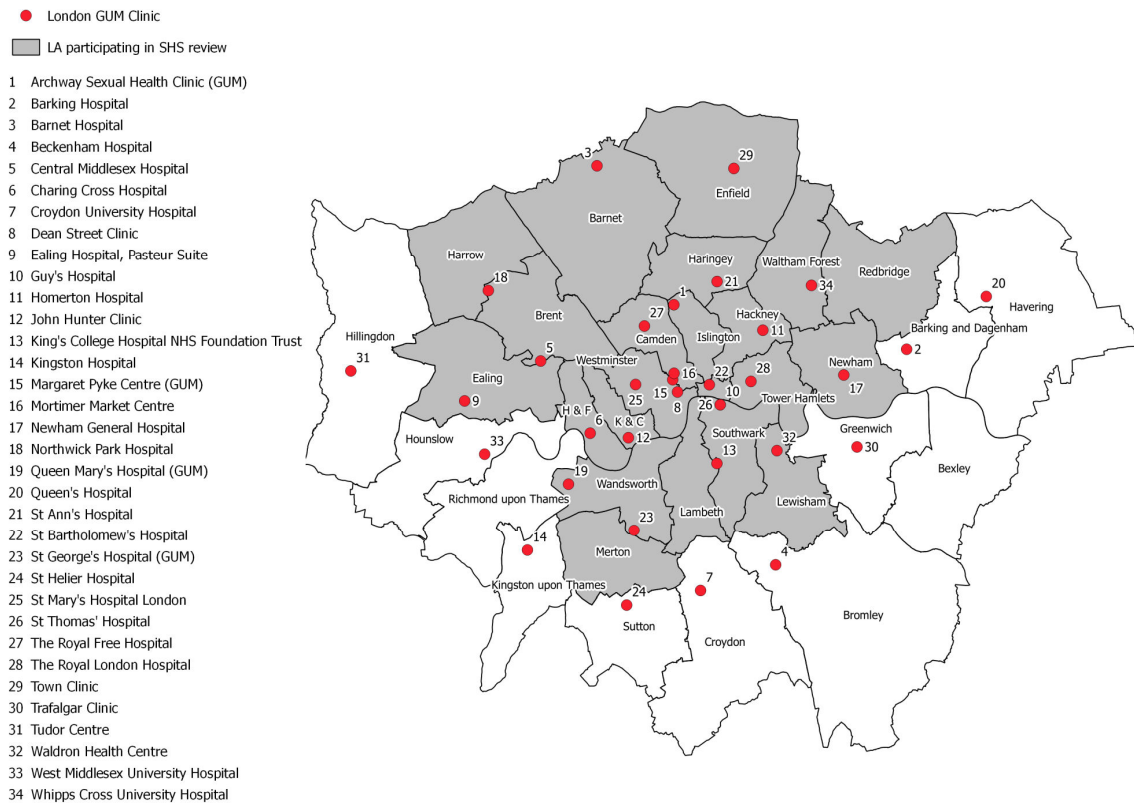 London GUM Clinic
LA participating in SHS review
1 Archway Sexual Health Clinic (GUM)
2 Barking Hospital
3 Barnet Hospital
4 Beckenham Hospital
5 Central Middlesex Hospital
6 Charing Cross Hospital
7 Croydon University Hospital
8 Dean Street Clinic
9 Ealing Hospital, Pasteur Suite
10 Guy's Hospital
11 Homerton Hospital
12 John Hunter Clinic
13 King's College Hospital NHS Foundation Trust
14 Kingston Hospital
15 Margaret Pyke Centre (GUM)
16 Mortimer Market Centre
17 Newham General Hospital
18 Northwick Park Hospital
19 Queen Mary's Hospital (GUM)
20 Queen's Hospital
21 St Ann's Hospital
22 St Bartholomew's Hospital
23 St George's Hospital (GUM)
24 St Helier Hospital
25 St Mary's Hospital London
26 St Thomas' Hospital
27 The Royal Free Hospital
28 The Royal London Hospital
29 Town Clinic
30 Trafalgar Clinic
31 Tudor Centre
32 Waldron Health Centre
33 West Middlesex University Hospital
34 Whipps Cross University Hospital
3
29
Enfield
Barnet
Harrow
Haringey
Waltham Forest
Redbridge
18
21
34
20
Havering
1
Brent
27
Camden
Islington
Hackney
11
Barking and Dagenham
2
Hillingdon
31
5
Westminster
Newham
17
Ealing
9
25
15
16
8
22
10
28
26
Tower Hamlets
H & F
6
K & C
12
Hounslow
33
Southwark
13
32
Greenwich
30
Bexley
19
Richmond upon Thames
Wandsworth
Lambeth
Lewisham
23
14
Merton
4
Kingston upon Thames
24
7
Sutton
Croydon
Bromley